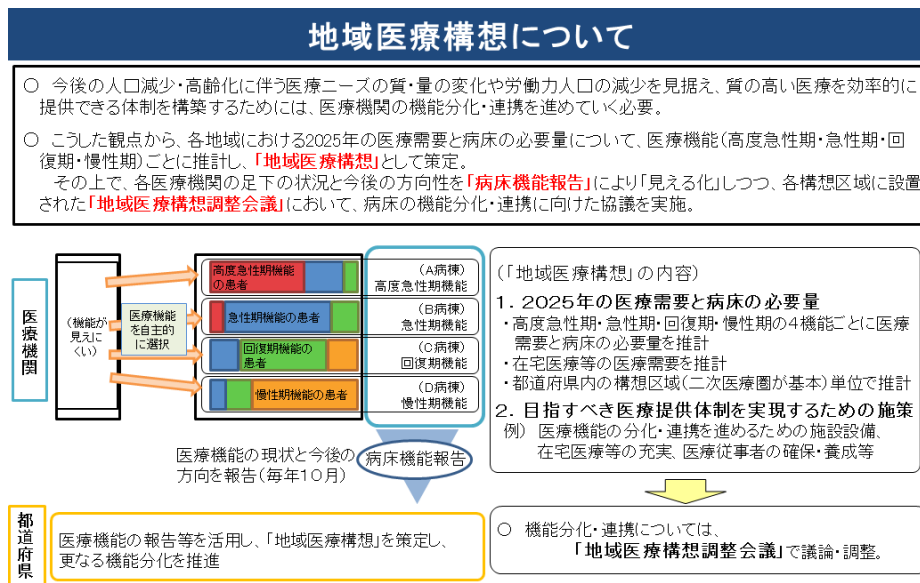 地域医療構想について
○ 今後の人口減少・高齢化に伴う医療ニーズの質・量の変化や労働力人口の減少を見据え、質の高い医療を効率的に
提供できる体制を構築するためには、医療機関の機能分化・連携を進めていく必要。
○ こうした観点から、各地域における2025年の医療需要と病床の必要量について、医療機能(高度急性期・急性期・回
復期・慢性期)ごとに推計し、「地域医療構想」として策定。
その上で、各医療機関の足下の状況と今後の方向性を「病床機能報告」により「見える化」しつつ、各構想区域に設置
された「地域医療構想調整会議」において、病床の機能分化・連携に向けた協議を実施。
医療機関
(機能が
見えに
くい)
医療機能
を自主的
に選択
高度急性期機能
の患者
(A病棟)
高度急性期機能
急性期機能の患者
(B病棟)
急性期機能
回復期機能の
患者
(C病棟)
回復期機能
慢性期機能の患者
(D病棟)
慢性期機能
医療機能の現状と今後の
方向を報告(毎年10月)
病床機能報告
(「地域医療構想」の内容)
1. 2025年の医療需要と病床の必要量
・高度急性期・急性期・回復期・慢性期の4機能ごとに医療
需要と病床の必要量を推計
・在宅医療等の医療需要を推計
・都道府県内の構想区域(二次医療圏が基本)単位で推計
2. 目指すべき医療提供体制を実現するための施策
例) 医療機能の分化・連携を進めるための施設設備、
在宅医療等の充実、医療従事者の確保・養成等
都道府県
医療機能の報告等を活用し、「地域医療構想」を策定し、
更なる機能分化を推進
○ 機能分化・連携については、
「地域医療構想調整会議」で議論・調整。